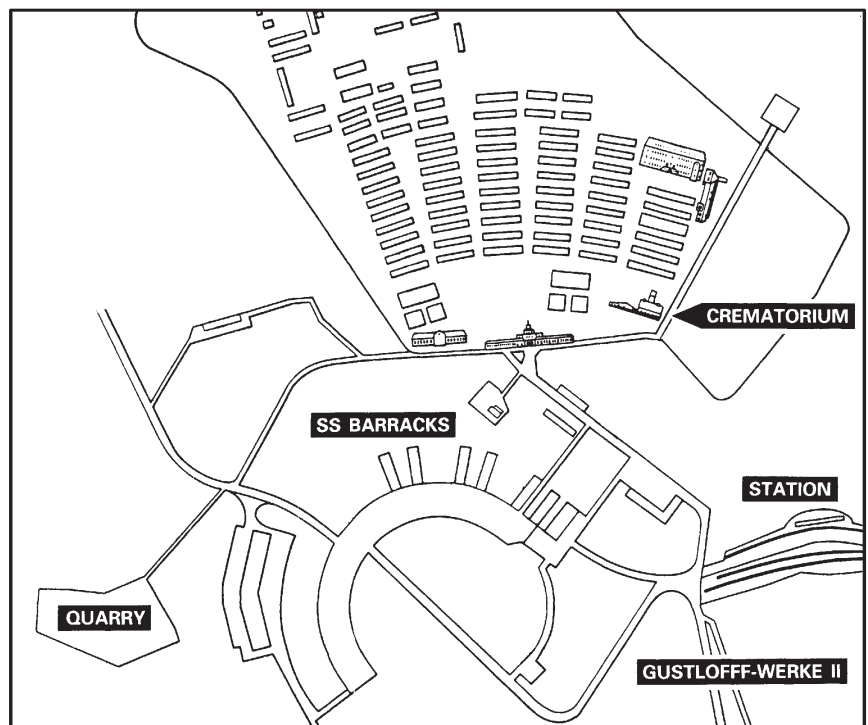 CREMATORIUM
SS BARRACKS
STATION
QUARRY
GUSTLOFFF-WERKE II